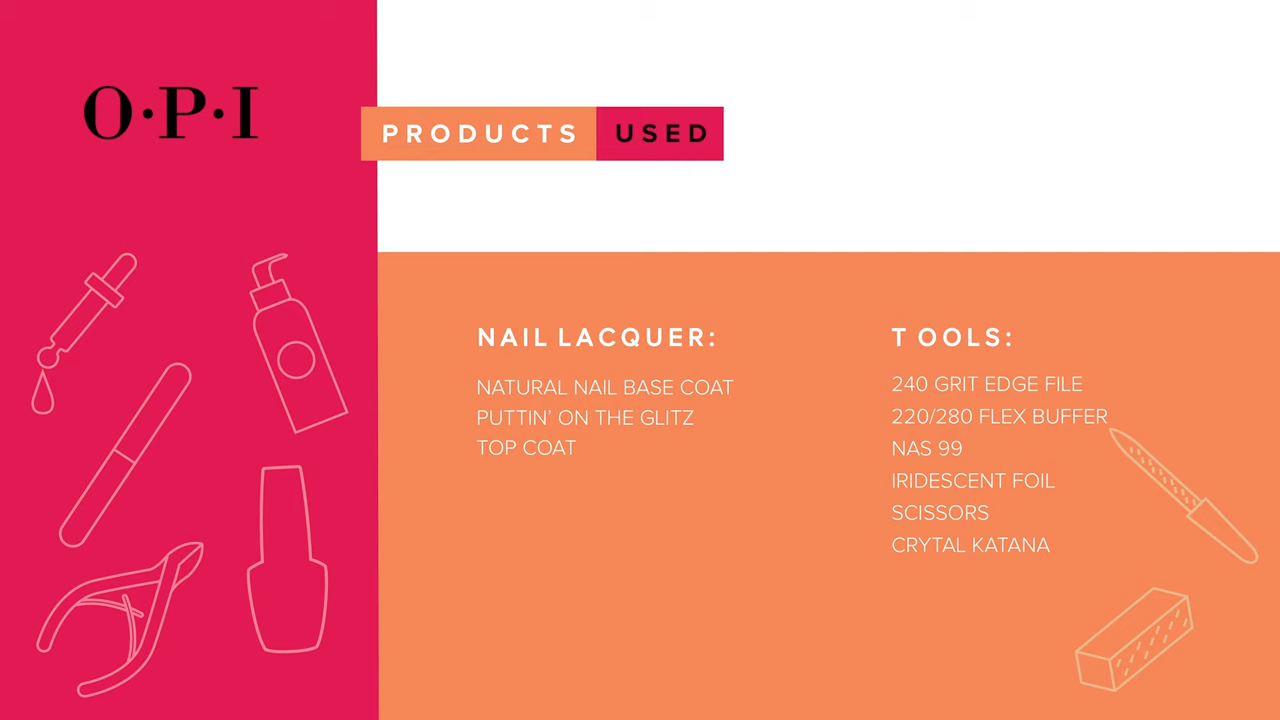 O·P·I
PRODUCTS USED
NAIL LACQUER:
NATURAL NAIL BASE COAT
PUTTIN' ON THE GLITZ
TOP COAT
T OOLS:
240 GRIT EDGE FILE
220/280 FLEX BUFFER
NAS 99
IRIDESCENT FOIL
SCISSORS
CRYTAL KATANA